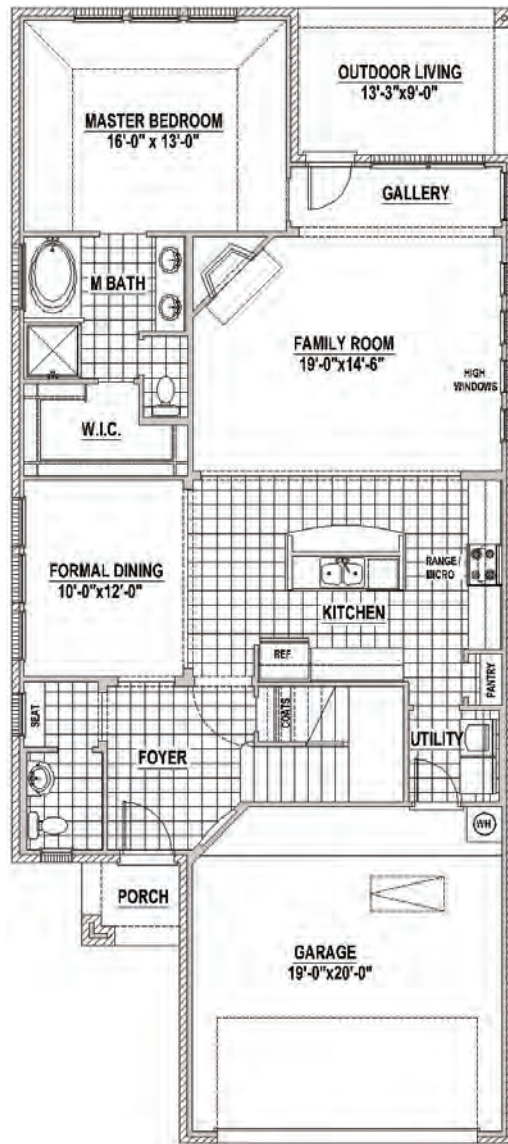 OUTDOOR LIVING
13'-3"x9'-0"
MASTER BEDROOM
16'-0" x 13'-0"
GALLERY
M BATH
FAMILY ROOM
19'-0"x14'-6"
HIGH
WINDOWS
W.I.C.
FORMAL DINING
10'-0"x12'-0"
RANGE/
MICRO
KITCHEN
REF.
PANTRY
SEAT
COATS
UTILITY
FOYER
WH
PORCH
GARAGE
19'-0"x20'-0"